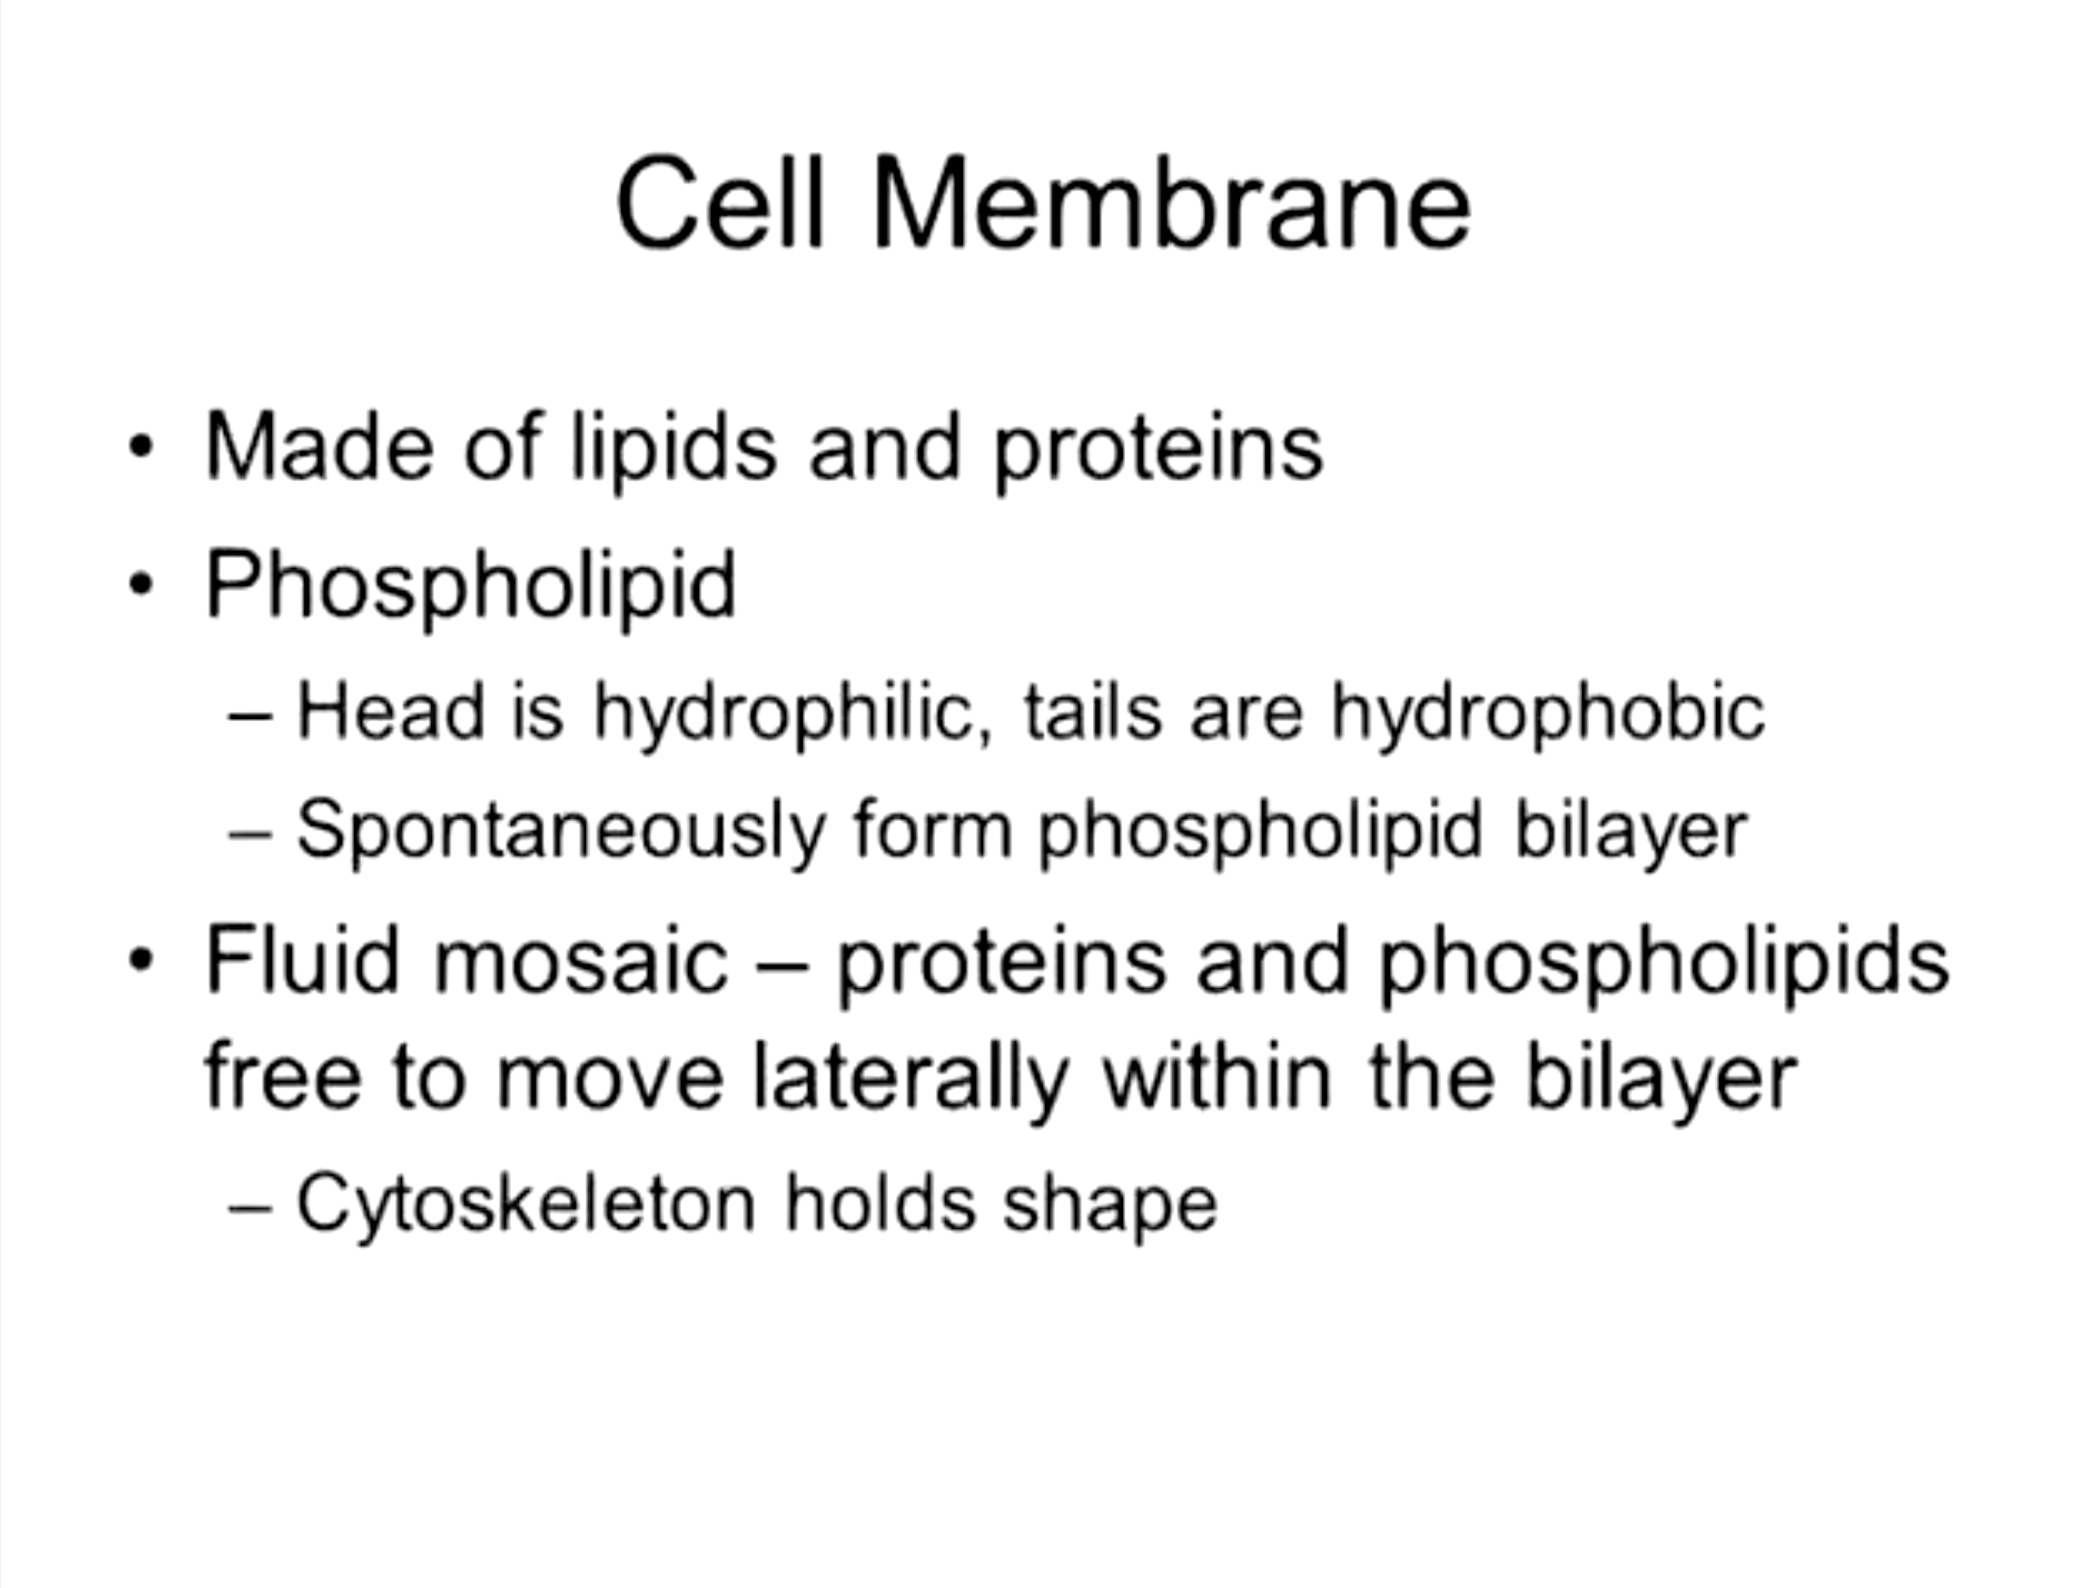 Cell Membrane
• Made of lipids and proteins
• Phospholipid
– Head is hydrophilic, tails are hydrophobic
– Spontaneously form phospholipid bilayer
• Fluid mosaic – proteins and phospholipids
free to move laterally within the bilayer
– Cytoskeleton holds shape